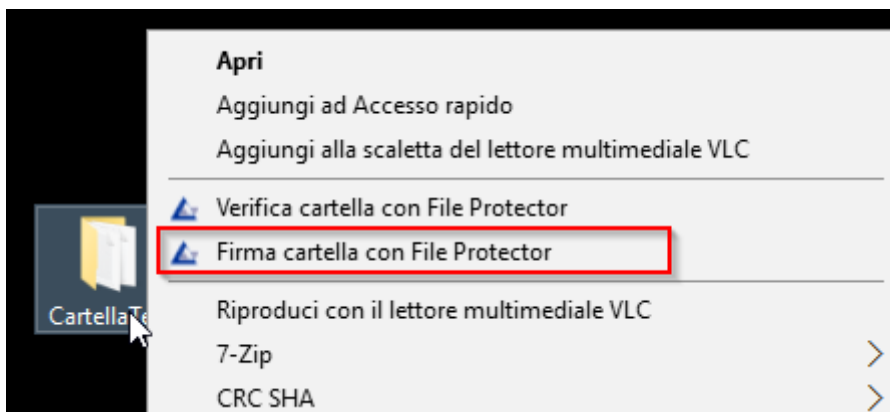 Apri
Aggiungi ad Accesso rapido
Aggiungi alla scaletta del lettore multimediale VLC
Verifica cartella con File Protector
Firma cartella con File Protector
CartellaTe
Riproduci con il lettore multimediale VLC
7-Zip
CRC SHA